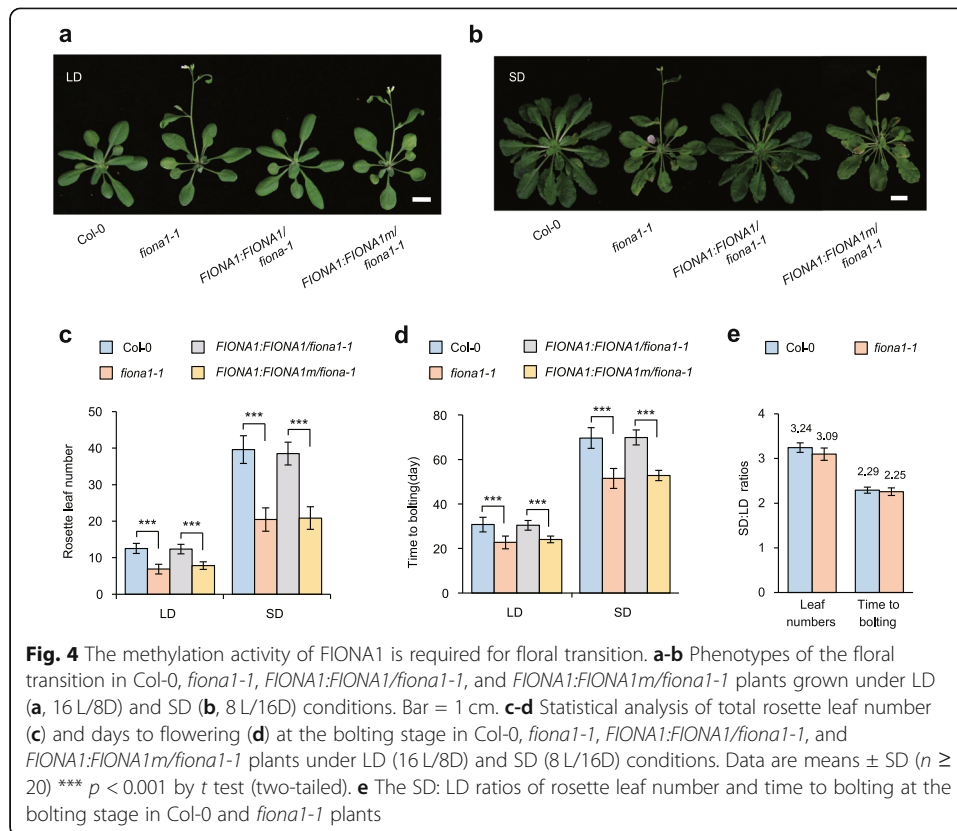 a
b
LD
SD
Col-0
fiona1-1
FIONA1:FIONA1/
fiona-1
FIONA1:FIONA1m/
fiona1-1
Col-0
fiona1-1
FIONA1:FIONA1/
fiona1-1
FIONA1:FIONA1m/
fiona1-1
c
Col-0
FIONA1:FIONA1/fiona1-1
fiona1-1
FIONA1:FIONA1m/fiona-1
Rosette leaf number
50
40
30
20
10
0
***
***
***
***
LD
SD
d
Col-0
FIONA1:FIONA1/fiona1-1
fiona1-1
FIONA1:FIONA1m/fiona-1
Time to bolting(day)
80
60
40
20
0
***
***
***
***
LD
SD
e
Col-0
fiona1-1
SD:LD ratios
4
3
2
1
0
3.24
3.09
2.29
2.25
Leaf
numbers
Time to
bolting
Fig. 4 The methylation activity of FIONA1 is required for floral transition. a-b Phenotypes of the floral
transition in Col-0, fiona1-1, FIONA1:FIONA1/fiona1-1, and FIONA1:FIONA1m/fiona1-1 plants grown under LD
(a, 16 L/8D) and SD (b, 8 L/16D) conditions. Bar = 1 cm. c-d Statistical analysis of total rosette leaf number
(c) and days to flowering (d) at the bolting stage in Col-0, fiona1-1, FIONA1:FIONA1/fiona1-1, and
FIONA1:FIONA1m/fiona1-1 plants under LD (16 L/8D) and SD (8 L/16D) conditions. Data are means ± SD (n ≥
20) *** p < 0.001 by t test (two-tailed). e The SD: LD ratios of rosette leaf number and time to bolting at the
bolting stage in Col-0 and fiona1-1 plants